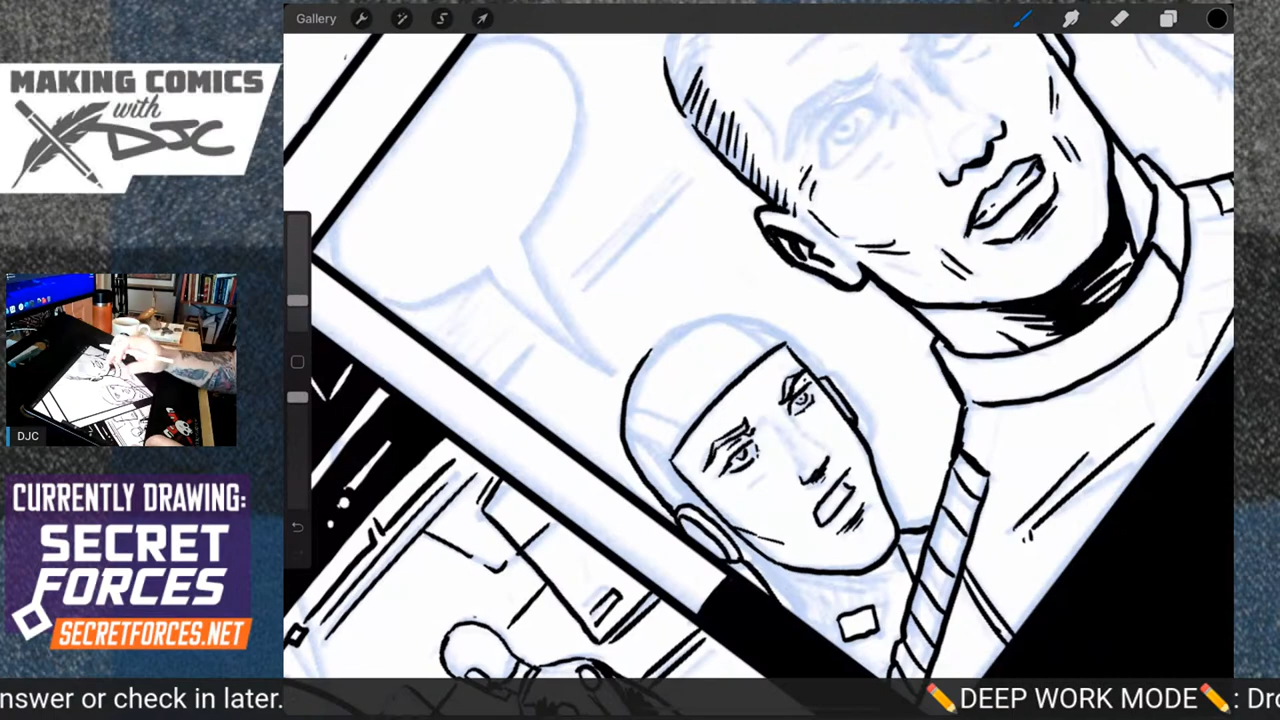 Gallery
MAKING COMICS
with
DJC
DJC
CURRENTLY DRAWING:
SECRET
FORCES
SECRETFORCES.NET
nswer or check in later.
✏️DEEP WORK MODE✏️: Dro